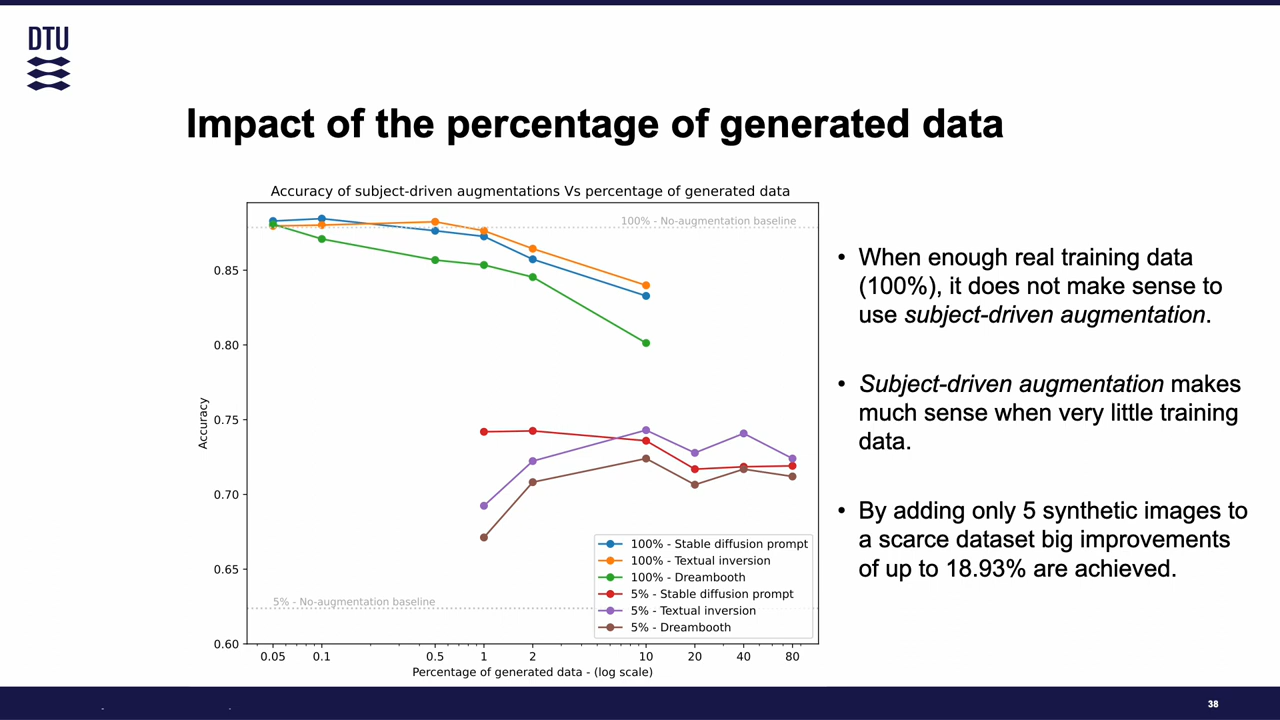 DTU
Impact of the percentage of generated data
Accuracy of subject-driven augmentations Vs percentage of generated data
100% - No-augmentation baseline
0.85
0.80
0.75
0.70
0.65
0.60
Accuracy
5% - No-augmentation baseline
100% - Stable diffusion prompt
100% - Textual inversion
100% - Dreambooth
5% - Stable diffusion prompt
5% - Textual inversion
5% - Dreambooth
0.05 0.1 0.5 1 2 10 20 40 80
Percentage of generated data - (log scale)
• When enough real training data
(100%), it does not make sense to
use subject-driven augmentation.
• Subject-driven augmentation makes
much sense when very little training
data.
• By adding only 5 synthetic images to
a scarce dataset big improvements
of up to 18.93% are achieved.
38